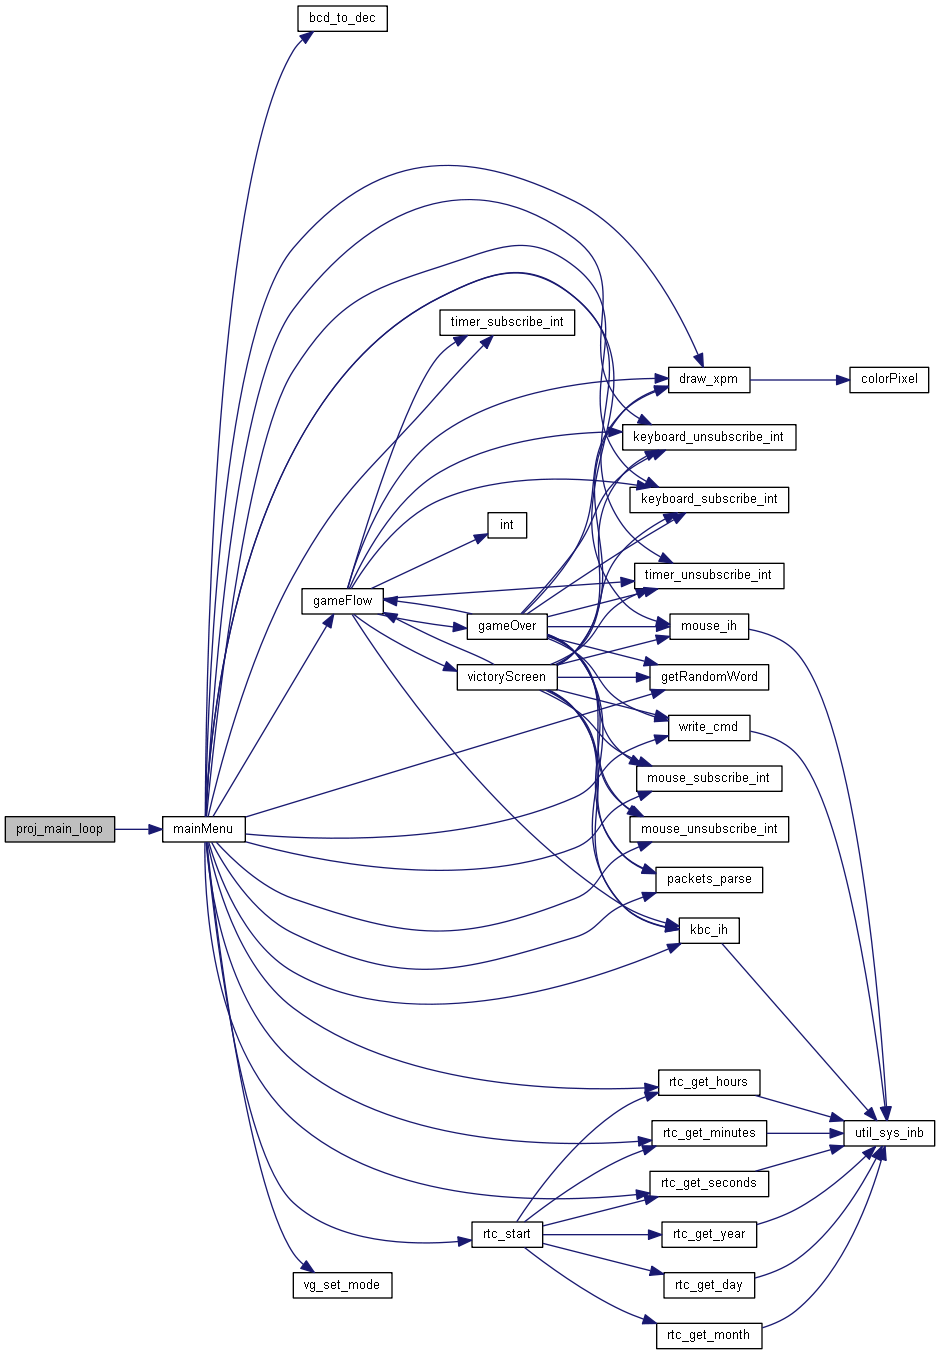 bcd_to_dec
timer_subscribe_int
draw_xpm
colorPixel
keyboard_unsubscribe_int
keyboard_subscribe_int
int
timer_unsubscribe_int
gameFlow
gameOver
mouse_ih
victoryScreen
getRandomWord
write_cmd
mouse_subscribe_int
proj_main_loop
mainMenu
mouse_unsubscribe_int
packets_parse
kbc_ih
rtc_get_hours
rtc_get_minutes
util_sys_inb
rtc_get_seconds
rtc_start
rtc_get_year
vg_set_mode
rtc_get_day
rtc_get_month